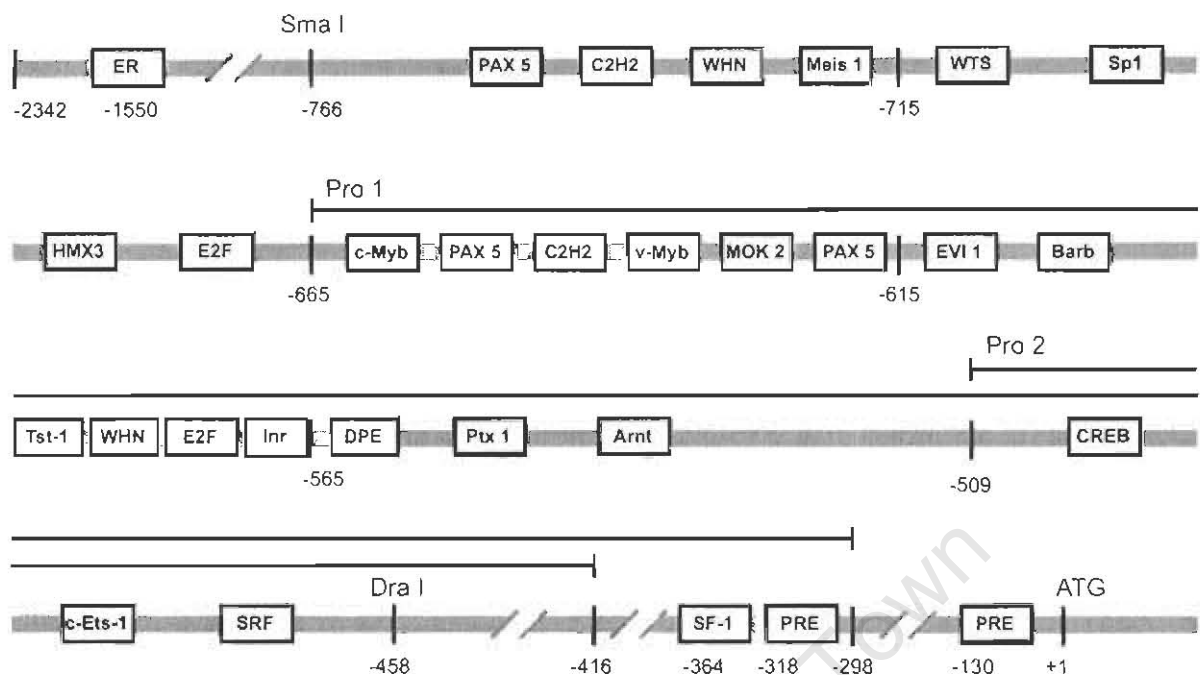 Sma I
ER PAX 5 C2H2 WHN Meis 1 WTS Sp1
-2342 -1550 -766 -715
Pro 1
HMX3 E2F c-Myb PAX 5 C2H2 v-Myb MOK 2 PAX 5 EVI 1 Barb
-665 -615
Pro 2
Tst-1 WHN E2F Inr DPE Ptx 1 Arnt CREB
-565 -509
Dra I ATG
c-Ets-1 SRF SF-1 PRE PRE
-458 -416 -364 -318 -298 -130 +1
Town